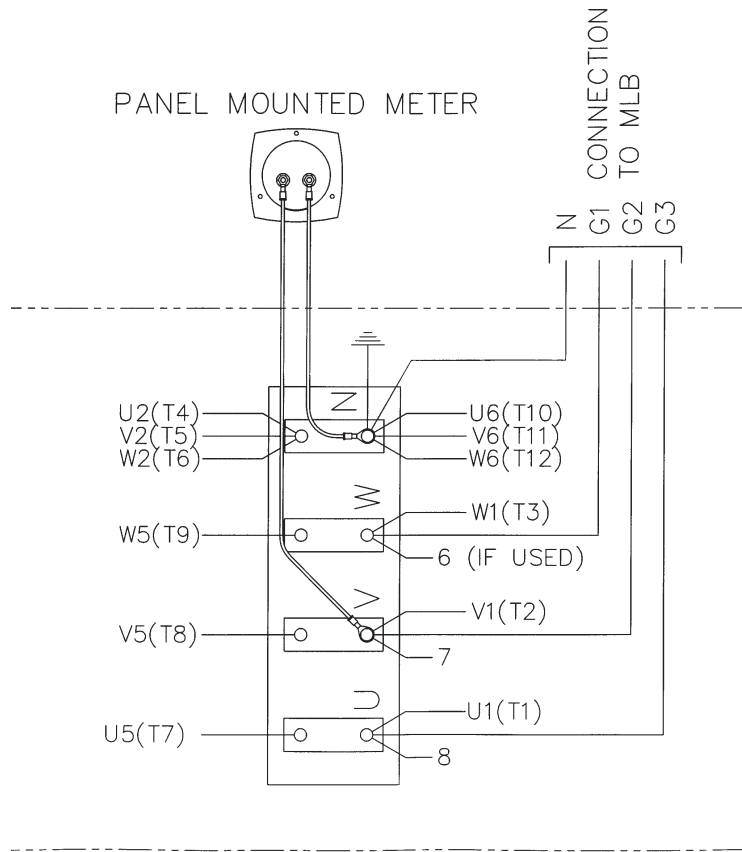 CONNECTION
TO MLB
PANEL MOUNTED METER
N
G1
G2
G3
N
U2(T4)
V2(T5)
W2(T6)
U6(T10)
V6(T11)
W6(T12)
W
W5(T9)
W1(T3)
6 (IF USED)
V
V5(T8)
V1(T2)
7
U
U5(T7)
U1(T1)
8